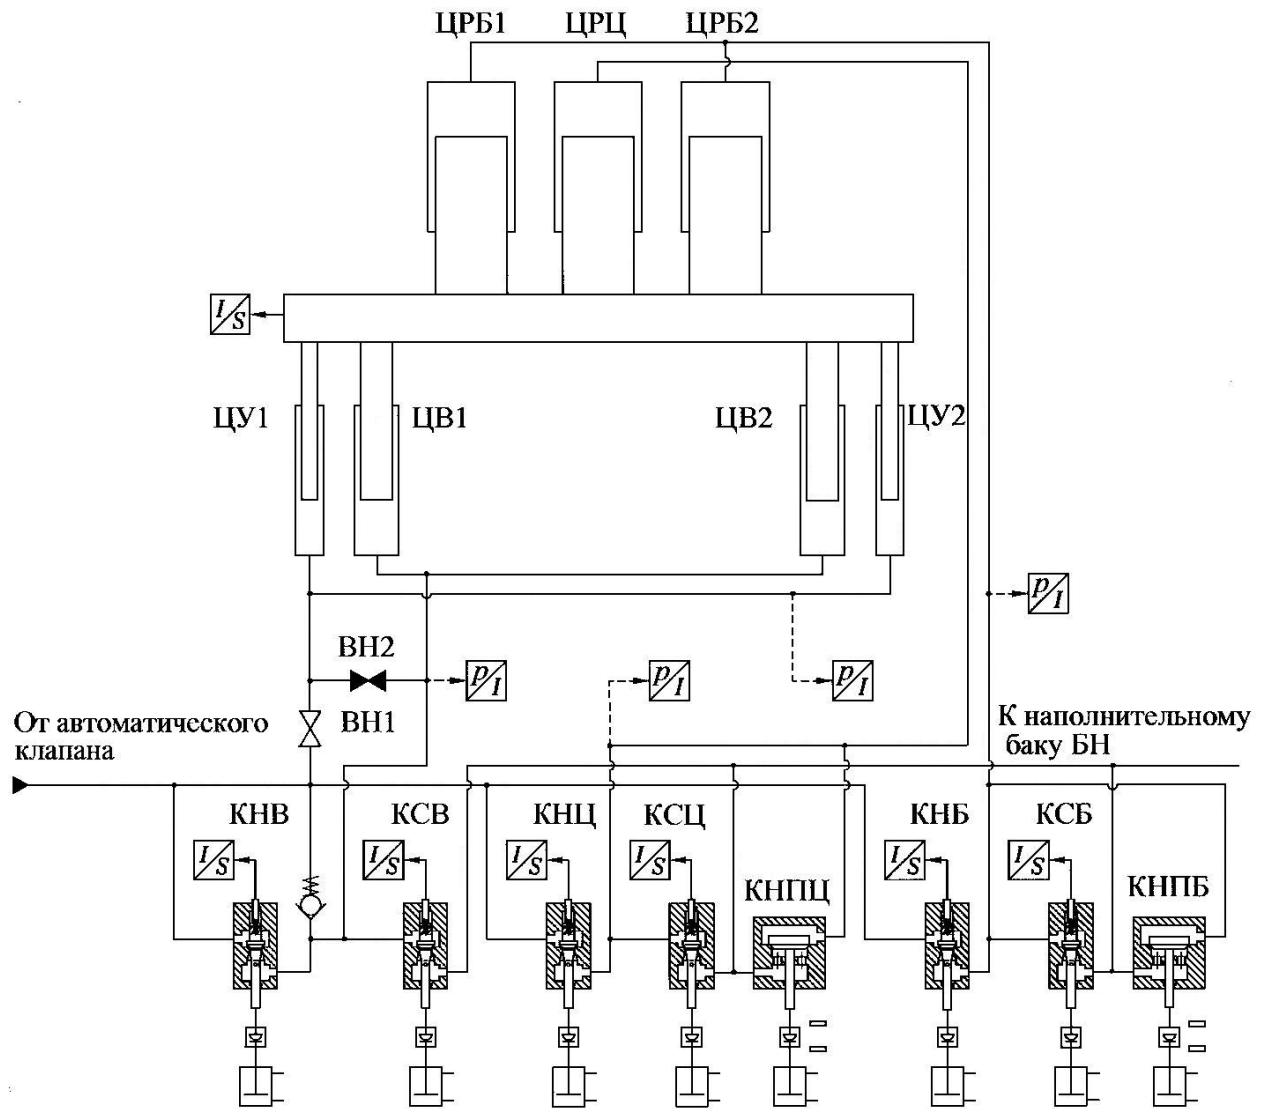 ЦРБ1 ЦРЦ ЦРБ2
I/S
ЦУ1 ЦВ1 ЦВ2 ЦУ2
p/I
ВН2
p/I p/I p/I
От автоматического
клапана
ВН1
К наполнительному
баку БН
КНВ КСВ КНЦ КСЦ КНБ КСБ
I/S I/S I/S I/S I/S I/S
КНПЦ КНПБ